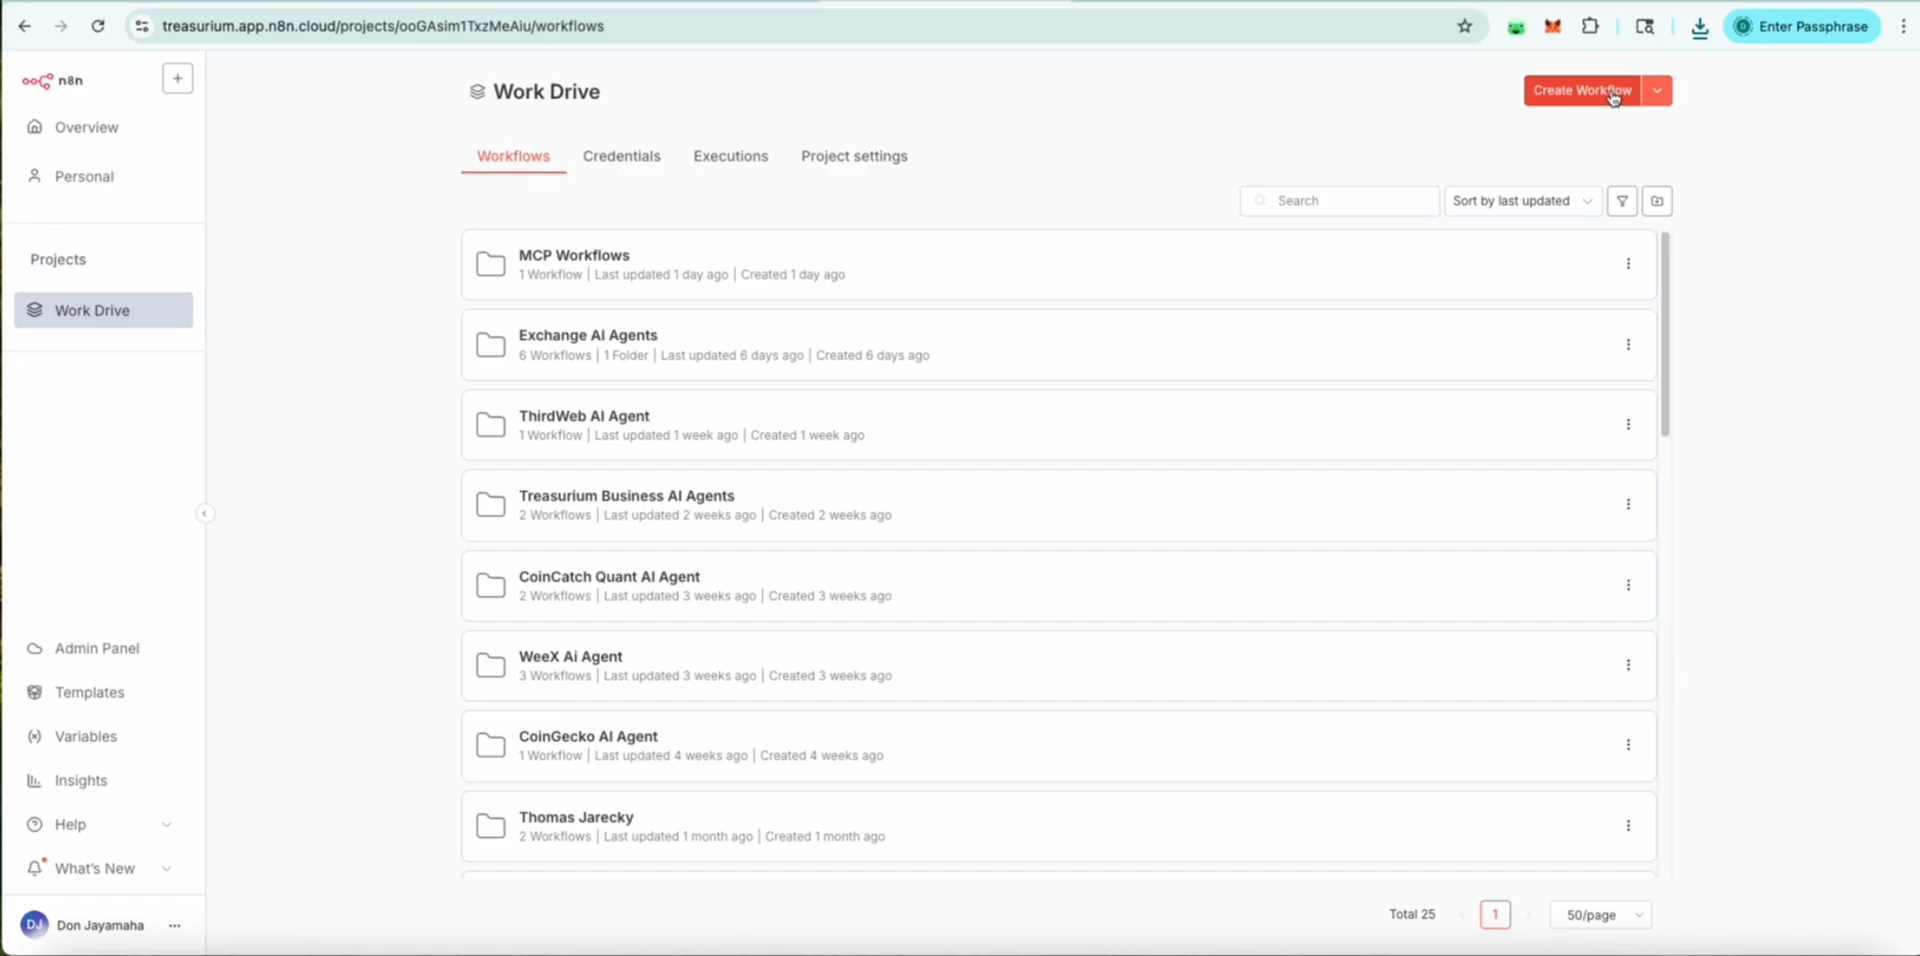 treasurium.app.n8n.cloud/projects/ooGAsim1TxzMeAiu/workflows
Enter Passphrase
n8n
Overview
Personal
Projects
Work Drive
Admin Panel
Templates
Variables
Insights
Help
What's New
DJ
Don Jayamaha
Work Drive
Create Workflow
Workflows
Credentials
Executions
Project settings
Search
Sort by last updated
MCP Workflows
1 Workflow | Last updated 1 day ago | Created 1 day ago
Exchange AI Agents
6 Workflows | 1 Folder | Last updated 6 days ago | Created 6 days ago
ThirdWeb AI Agent
1 Workflow | Last updated 1 week ago | Created 1 week ago
Treasurium Business AI Agents
2 Workflows | Last updated 2 weeks ago | Created 2 weeks ago
CoinCatch Quant AI Agent
2 Workflows | Last updated 3 weeks ago | Created 3 weeks ago
WeeX Ai Agent
3 Workflows | Last updated 3 weeks ago | Created 3 weeks ago
CoinGecko AI Agent
1 Workflow | Last updated 4 weeks ago | Created 4 weeks ago
Thomas Jarecky
2 Workflows | Last updated 1 month ago | Created 1 month ago
Total 25
1
50/page